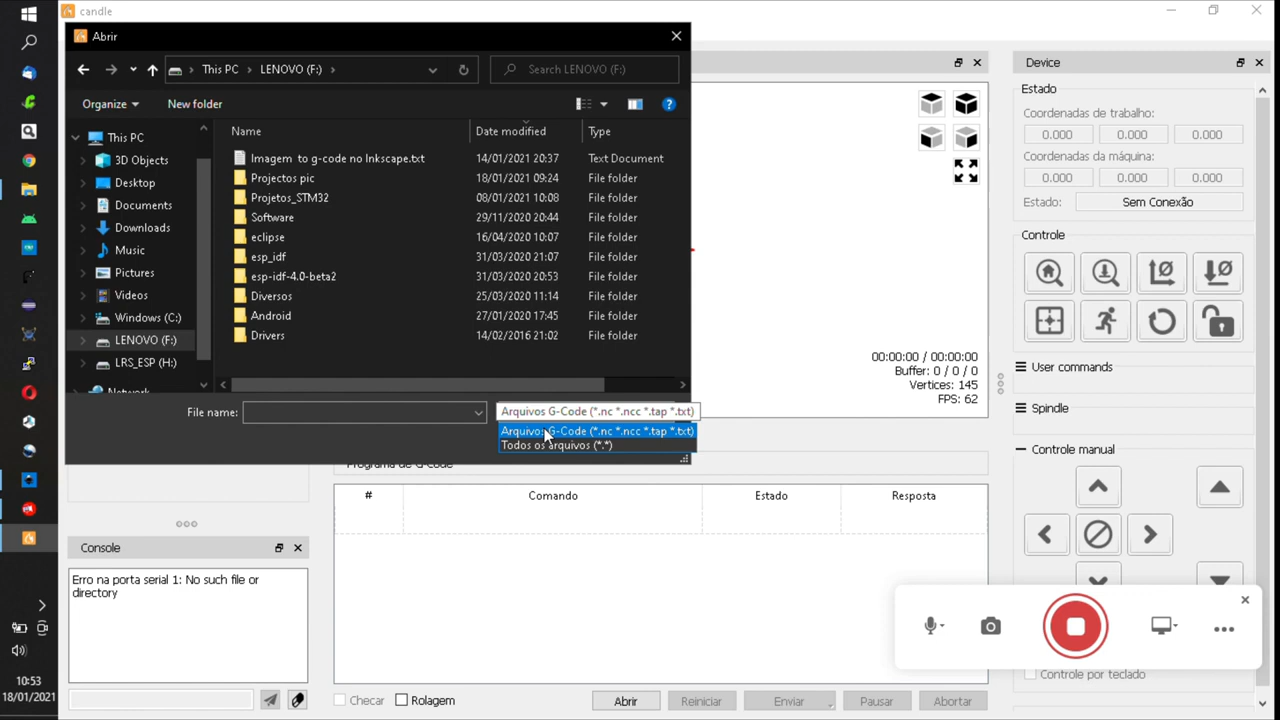 candle
Abrir
This PC
LENOVO (F:)
Search LENOVO (F:)
Organize
New folder
This PC
3D Objects
Desktop
Documents
Downloads
Music
Pictures
Videos
Windows (C:)
LENOVO (F:)
LRS_ESP (H:)
Network
Name
Date modified
Type
Imagem to g-code no Inkscape.txt 14/01/2021 20:37 Text Document
Projectos pic 18/01/2021 09:24 File folder
Projetos_STM32 08/01/2021 10:08 File folder
Software 29/11/2020 20:44 File folder
eclipse 16/04/2020 10:07 File folder
esp_idf 31/03/2020 21:07 File folder
esp-idf-4.0-beta2 31/03/2020 20:53 File folder
Diversos 25/03/2020 11:14 File folder
Android 27/01/2020 17:45 File folder
Drivers 14/02/2016 21:02 File folder
File name:
Arquivos G-Code (*.nc *.ncc *.tap *.txt)
Arquivos G-Code (*.nc *.ncc *.tap *.txt)
Todos os arquivos (*.*)
00:00:00 / 00:00:00
Buffer: 0 / 0 / 0
Vertices: 145
FPS: 62
Programa de G-Code
# Comando Estado Resposta
Console
Erro na porta serial 1: No such file or
directory
Checar
Rolagem
Abrir
Reiniciar
Enviar
Pausar
Abortar
Device
Estado
Coordenadas de trabalho:
0.000 0.000 0.000
Coordenadas da máquina:
0.000 0.000 0.000
Estado: Sem Conexão
Controle
User commands
Spindle
Controle manual
Controle por teclado
10:53
18/01/2021